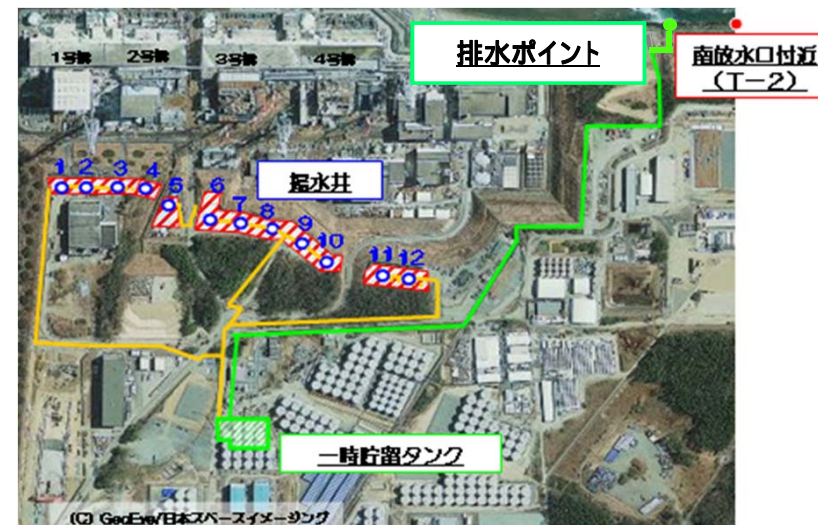 1号機
2号機
3号機
4号機
排水ポイント
南放水口付近
(T-2)
揚水井
1
2
3
4
5
6
7
8
9
10
11
12
一時貯留タンク
(C) GeoEye/日本スペースイメージング